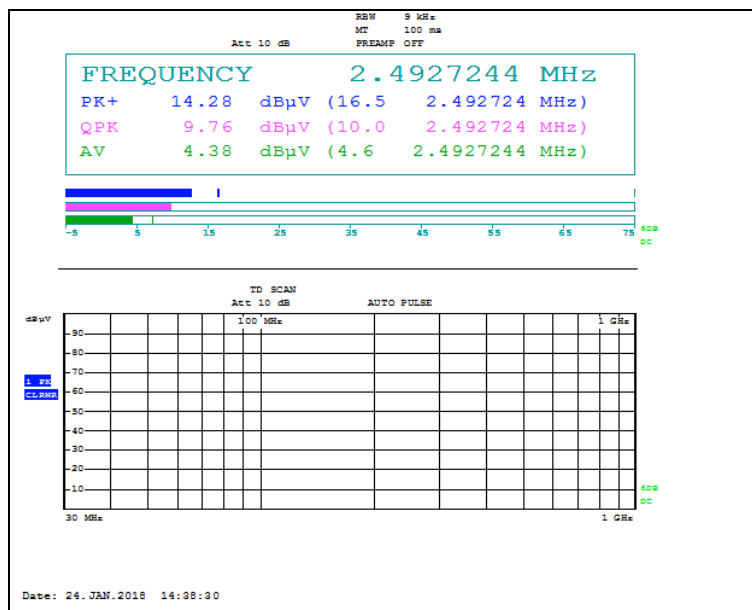 RBW 9 kHz
MT 100 ms
Att 10 dB PREAMP OFF
FREQUENCY 2.4927244 MHz
PK+ 14.28 dBµV (16.5 2.492724 MHz)
QPK 9.76 dBµV (10.0 2.492724 MHz)
AV 4.38 dBµV (4.6 2.4927244 MHz)
-5 5 15 25 35 45 55 65 75
6DB
DC
TD SCAN
Att 10 dB AUTO PULSE
dBµV
100 MHz 1 GHz
90
80
70
1 PK
CLRWR
60
50
40
30
20
10
6DB
DC
30 MHz 1 GHz
Date: 24.JAN.2018 14:38:30